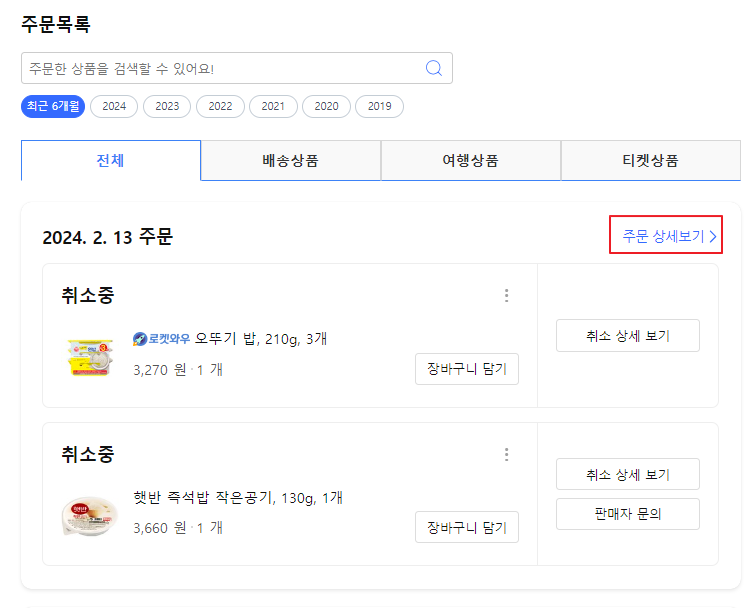 주문목록
주문한 상품을 검색할 수 있어요!
최근 6개월 2024 2023 2022 2021 2020 2019
전체 배송상품 여행상품 티켓상품
2024. 2. 13 주문 주문 상세보기 >
취소중
로켓와우 오뚜기 밥, 210g, 3개
3,270 원 · 1 개
장바구니 담기
취소 상세 보기
취소중
햇반
햇반 즉석밥 작은공기, 130g, 1개
3,660 원 · 1 개
장바구니 담기
취소 상세 보기
판매자 문의